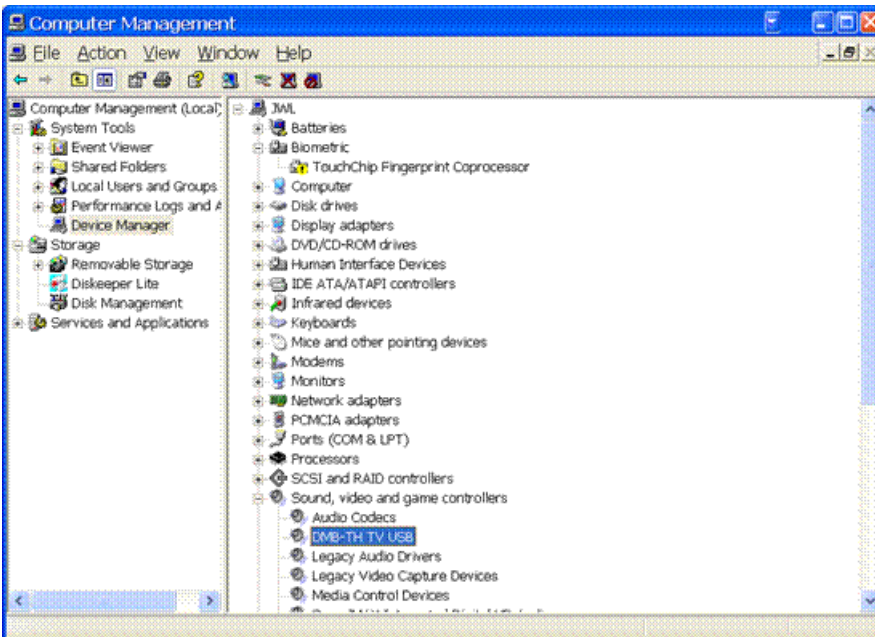 Computer Management
File Action View Window Help
Computer Management (Local)
System Tools
Event Viewer
Shared Folders
Local Users and Groups
Performance Logs and A
Device Manager
Storage
Removable Storage
Diskeeper Lite
Disk Management
Services and Applications
JWL
Batteries
Biometric
TouchChip Fingerprint Coprocessor
Computer
Disk drives
Display adapters
DVD/CD-ROM drives
Human Interface Devices
IDE ATA/ATAPI controllers
Infrared devices
Keyboards
Mice and other pointing devices
Modems
Monitors
Network adapters
PCMCIA adapters
Ports (COM & LPT)
Processors
SCSI and RAID controllers
Sound, video and game controllers
Audio Codecs
DMB-TH TV USB
Legacy Audio Drivers
Legacy Video Capture Devices
Media Control Devices